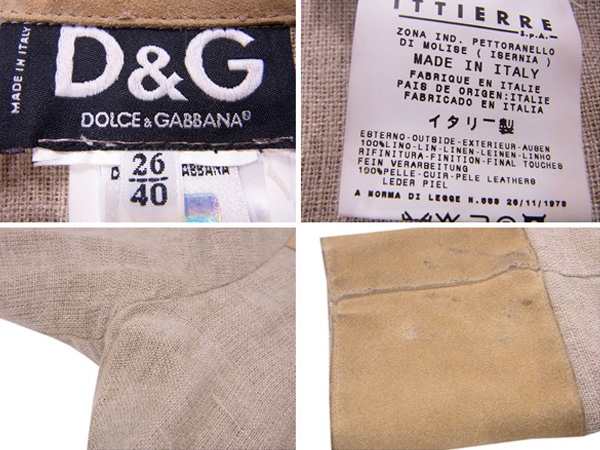 MADE IN ITALY
D&G
DOLCE & GABBANA®
26
40
BBANA
ITTIERRE
S.p.A.
ZONA IND. PETTORANELLO
DI MOLISE ( ISERNIA )
MADE IN ITALY
FABRIQUE EN ITALIE
PAIS DE ORIGEN:ITALIE
FABRICADO EN ITALIA
イタリー製
ESTERNO-OUTSIDE-EXTERIEUR-AUBEN
100%LINO-LIN-LINEN-LEINEN-LINHO
RIFINITURA-FINITION-FINAL TOUCHES
FEIN VERARBEITUNG
100%PELLE-CUIR-PELE LEATHERS
LEDER PIEL
A NORMA DI LEGGE N.883 26/11/1973